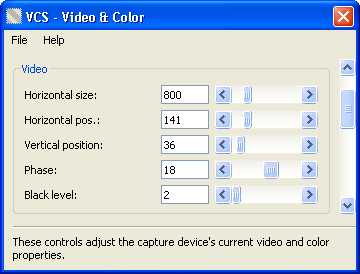 VCS - Video & Color
File Help
Video
Horizontal size: 800
Horizontal pos.: 141
Vertical position: 36
Phase: 18
Black level: 2
These controls adjust the capture device's current video and color
properties.